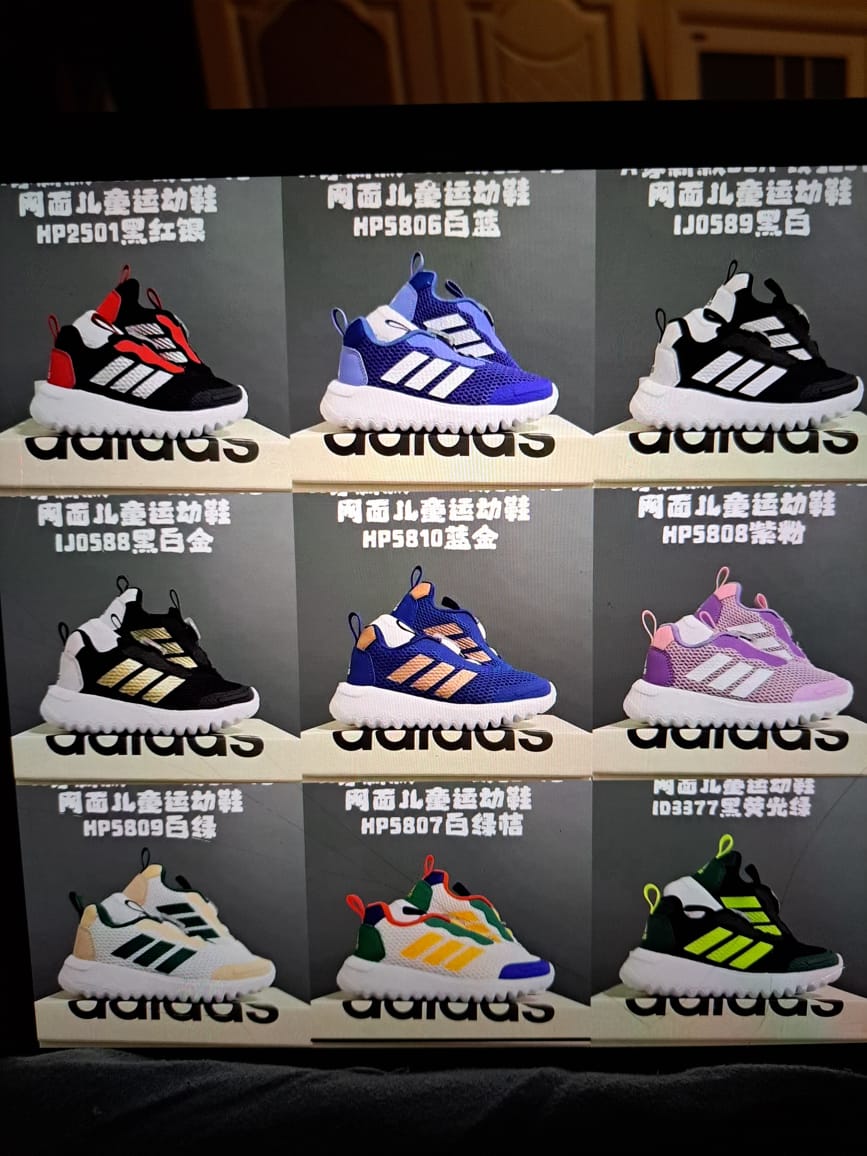 网面儿童运动鞋
HP2501黑红银
adidas
网面儿童运动鞋
HP5806白蓝
adidas
网面儿童运动鞋
IJ0589黑白
adidas
网面儿童运动鞋
IJ0588黑白金
adidas
网面儿童运动鞋
HP5810蓝金
adidas
网面儿童运动鞋
HP5808紫粉
adidas
网面儿童运动鞋
HP5809白绿
adidas
网面儿童运动鞋
HP5807白绿桔
adidas
网面儿童运动鞋
ID3377黑荧光绿
adidas